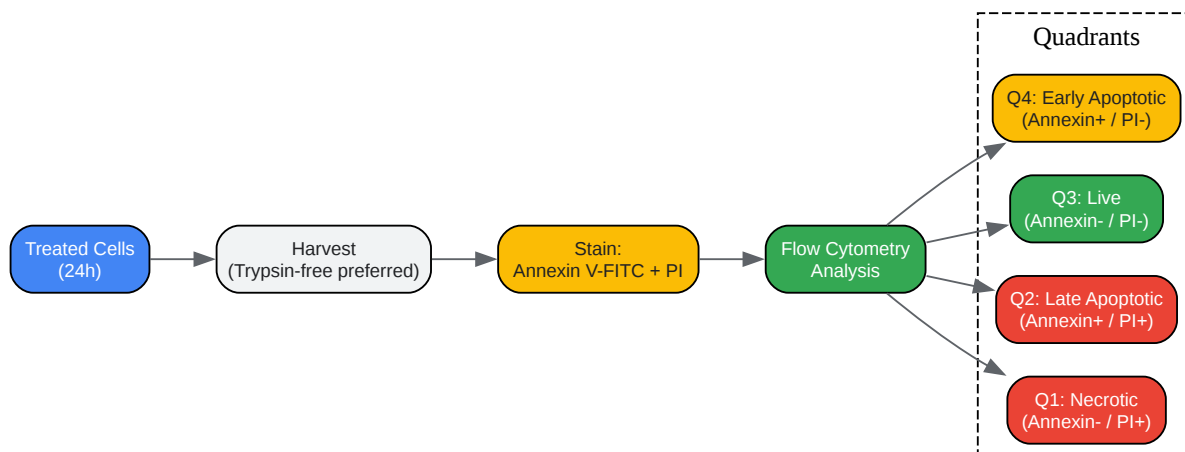 Treated Cells
(24h)
Harvest
(Trypsin-free preferred)
Stain:
Annexin V-FITC + PI
Flow Cytometry
Analysis
Quadrants
Q4: Early Apoptotic
(Annexin+ / PI-)
Q3: Live
(Annexin- / PI-)
Q2: Late Apoptotic
(Annexin+ / PI+)
Q1: Necrotic
(Annexin- / PI+)